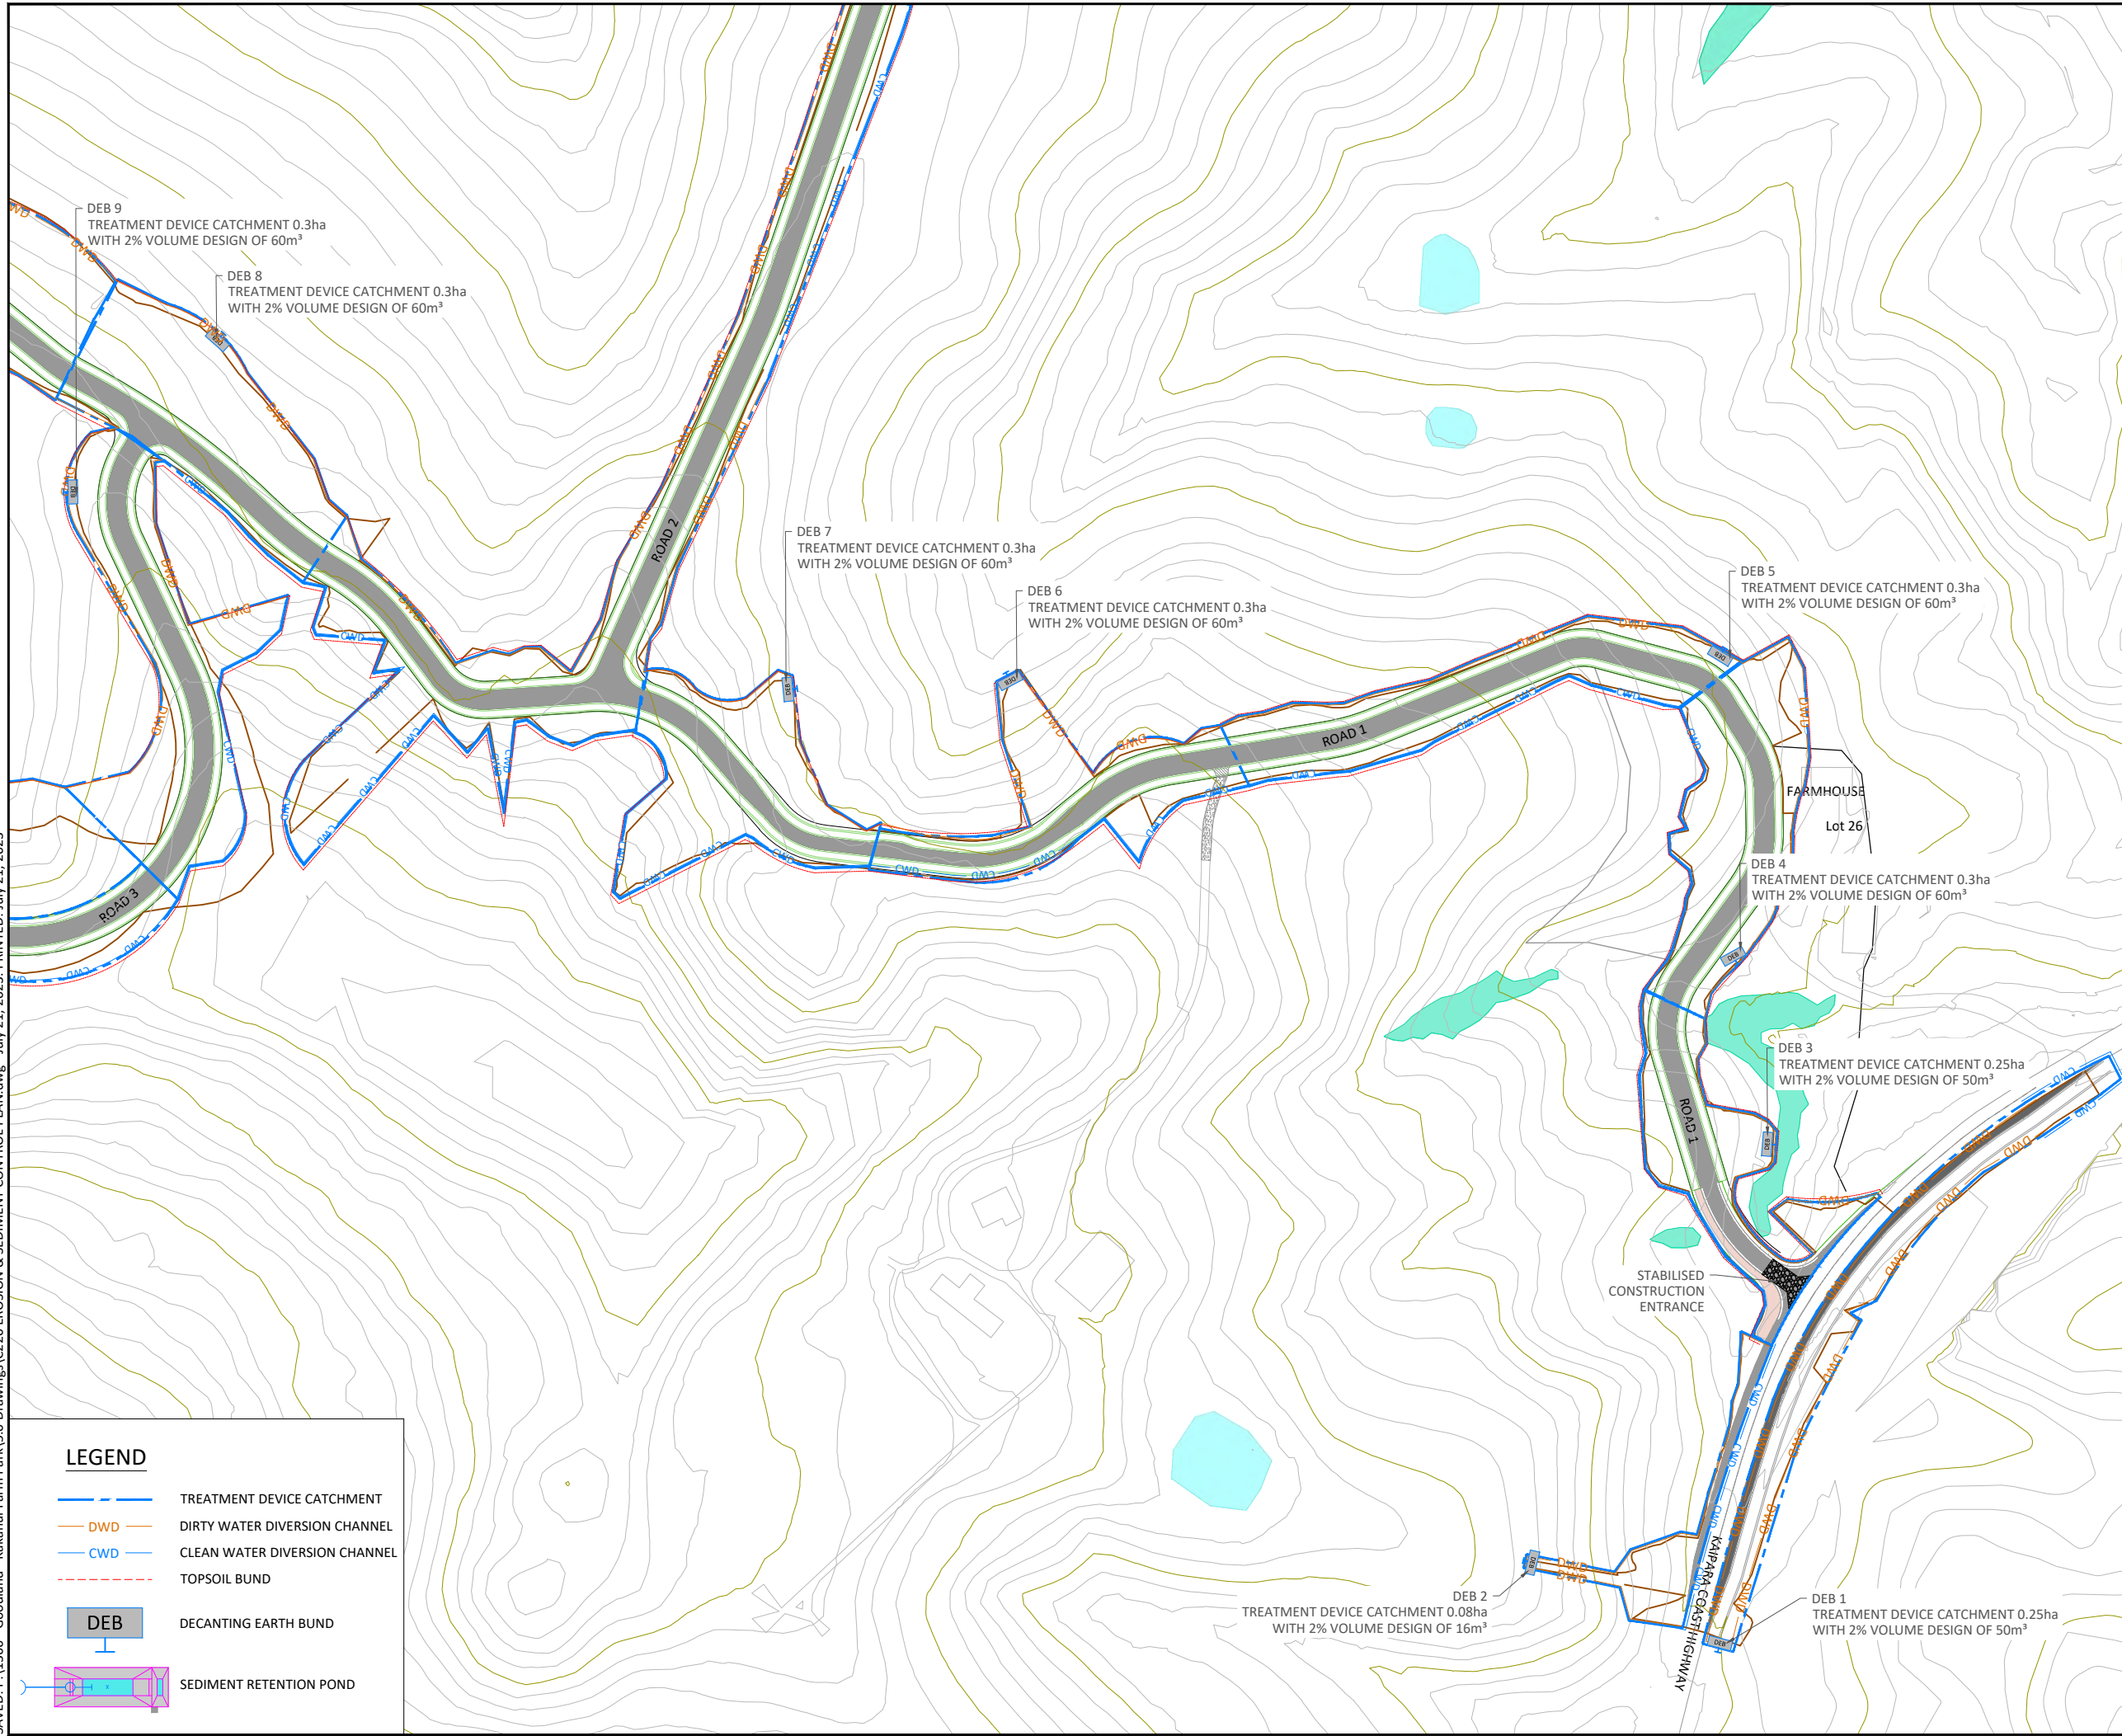 DEB 9
TREATMENT DEVICE CATCHMENT 0.3ha
WITH 2% VOLUME DESIGN OF 60m³
DEB 8
TREATMENT DEVICE CATCHMENT 0.3ha
WITH 2% VOLUME DESIGN OF 60m³
DEB 7
TREATMENT DEVICE CATCHMENT 0.3ha
WITH 2% VOLUME DESIGN OF 60m³
DEB 6
TREATMENT DEVICE CATCHMENT 0.3ha
WITH 2% VOLUME DESIGN OF 60m³
DEB 5
TREATMENT DEVICE CATCHMENT 0.3ha
WITH 2% VOLUME DESIGN OF 60m³
ROAD 2
ROAD 1
FARMHOUSE
Lot 26
DEB 4
TREATMENT DEVICE CATCHMENT 0.3ha
WITH 2% VOLUME DESIGN OF 60m³
ROAD 3
DEB 3
TREATMENT DEVICE CATCHMENT 0.25ha
WITH 2% VOLUME DESIGN OF 50m³
ROAD 1
STABILISED
CONSTRUCTION
ENTRANCE
KAIPARA COAST HIGHWAY
DEB 2
TREATMENT DEVICE CATCHMENT 0.08ha
WITH 2% VOLUME DESIGN OF 16m³
DEB 1
TREATMENT DEVICE CATCHMENT 0.25ha
WITH 2% VOLUME DESIGN OF 50m³
LEGEND
TREATMENT DEVICE CATCHMENT
DWD DIRTY WATER DIVERSION CHANNEL
CWD CLEAN WATER DIVERSION CHANNEL
TOPSOIL BUND
DEB DECANTING EARTH BUND
SEDIMENT RETENTION POND